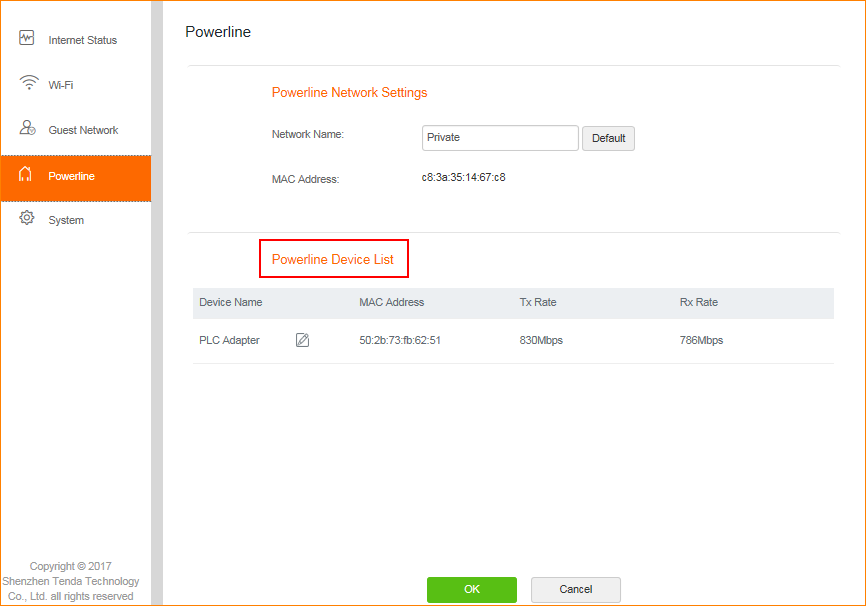 Internet Status
Wi-Fi
Guest Network
Powerline
System
Copyright © 2017
Shenzhen Tenda Technology
Co., Ltd. all rights reserved
Powerline
Powerline Network Settings
Network Name: Private Default
MAC Address: c8:3a:35:14:67:c8
Powerline Device List
Device Name MAC Address Tx Rate Rx Rate
PLC Adapter 50:2b:73:fb:62:51 830Mbps 786Mbps
OK Cancel